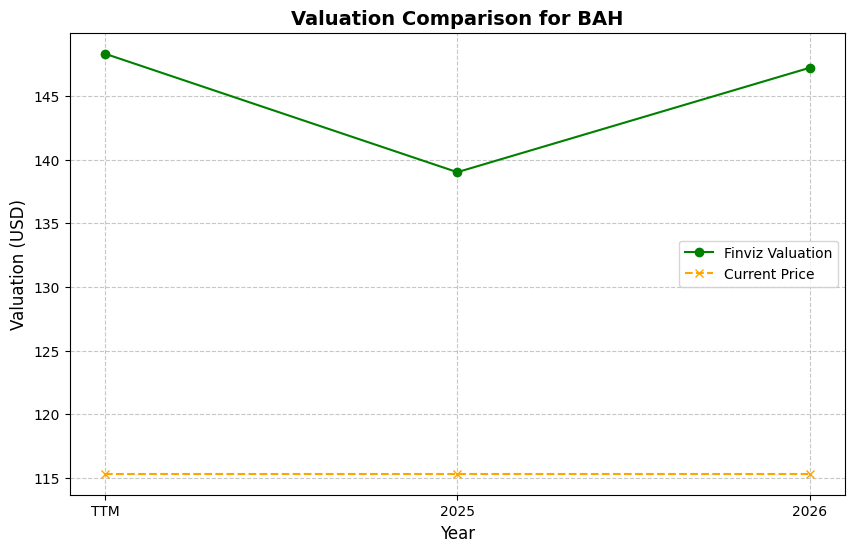 Valuation Comparison for BAH
Valuation (USD)
145
140
135
130
125
120
115
Finviz Valuation
Current Price
TTM
2025
2026
Year